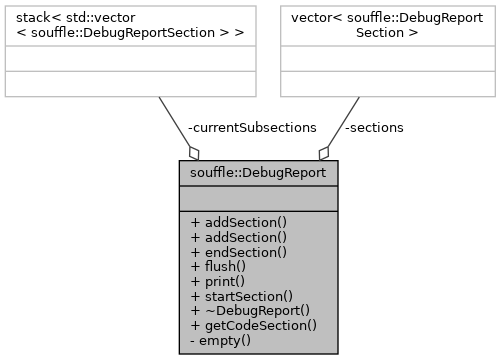 stack< std::vector
< souffle::DebugReportSection > >
vector< souffle::DebugReport
Section >
-currentSubsections
-sections
souffle::DebugReport
+ addSection()
+ addSection()
+ endSection()
+ flush()
+ print()
+ startSection()
+ ~DebugReport()
+ getCodeSection()
- empty()